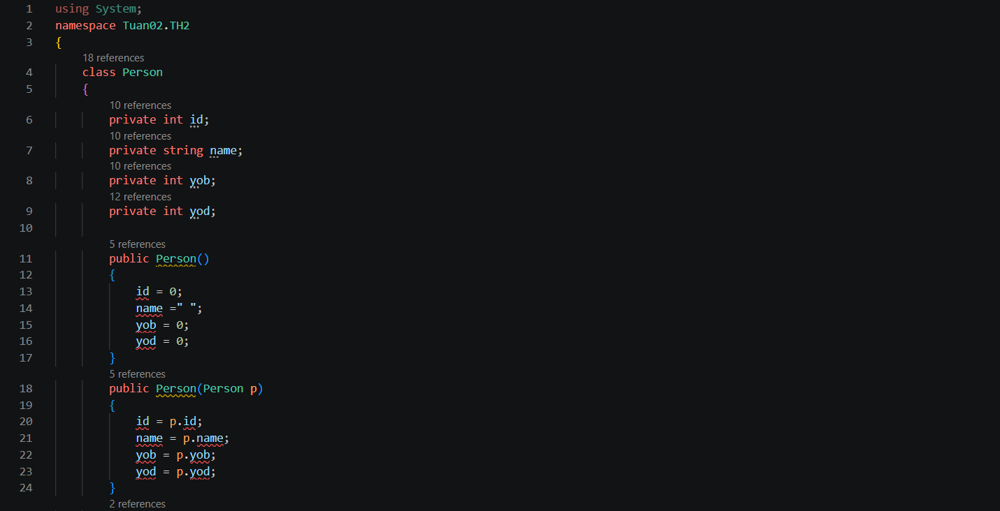 1 using System;
2 namespace Tuan02.TH2
3 {
18 references
4 class Person
5 {
10 references
6 private int id;
10 references
7 private string name;
10 references
8 private int yob;
12 references
9 private int yod;
10
5 references
11 public Person()
12 {
13 id = 0;
14 name =" ";
15 yob = 0;
16 yod = 0;
17 }
5 references
18 public Person(Person p)
19 {
20 id = p.id;
21 name = p.name;
22 yob = p.yob;
23 yod = p.yod;
24 }
2 references